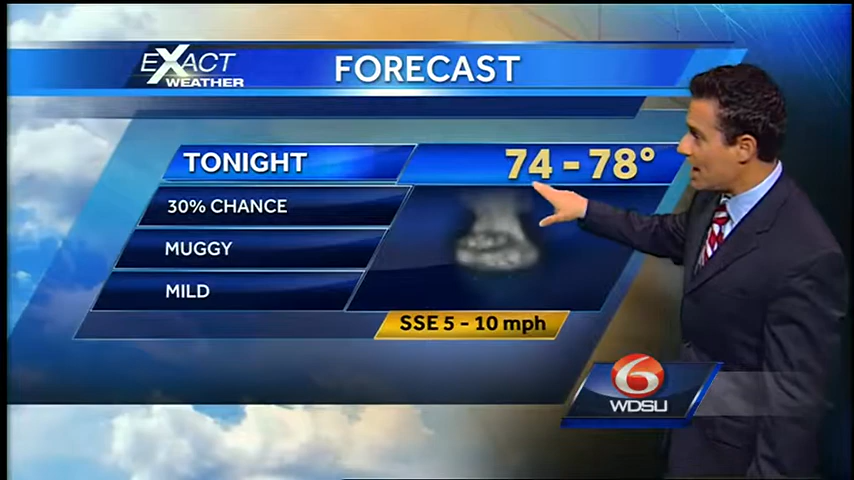 EXACT
WEATHER
FORECAST
TONIGHT
74 - 78°
30% CHANCE
MUGGY
MILD
SSE 5 - 10 mph
6
WDSU